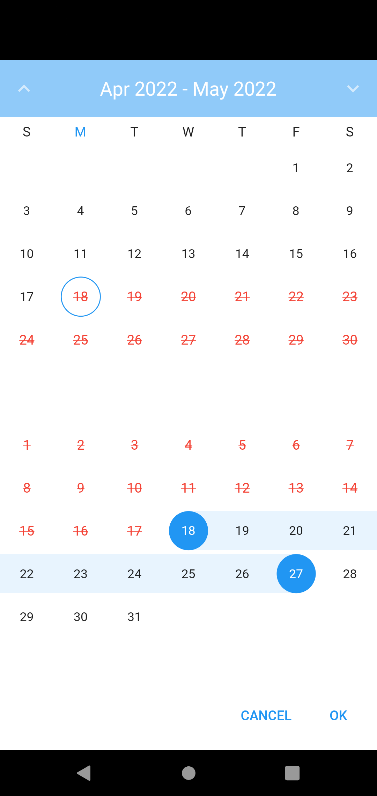 Apr 2022 - May 2022
S M T W T F S
1 2
3 4 5 6 7 8 9
10 11 12 13 14 15 16
17 18 19 20 21 22 23
24 25 26 27 28 29 30
1 2 3 4 5 6 7
8 9 10 11 12 13 14
15 16 17 18 19 20 21
22 23 24 25 26 27 28
29 30 31
CANCEL OK